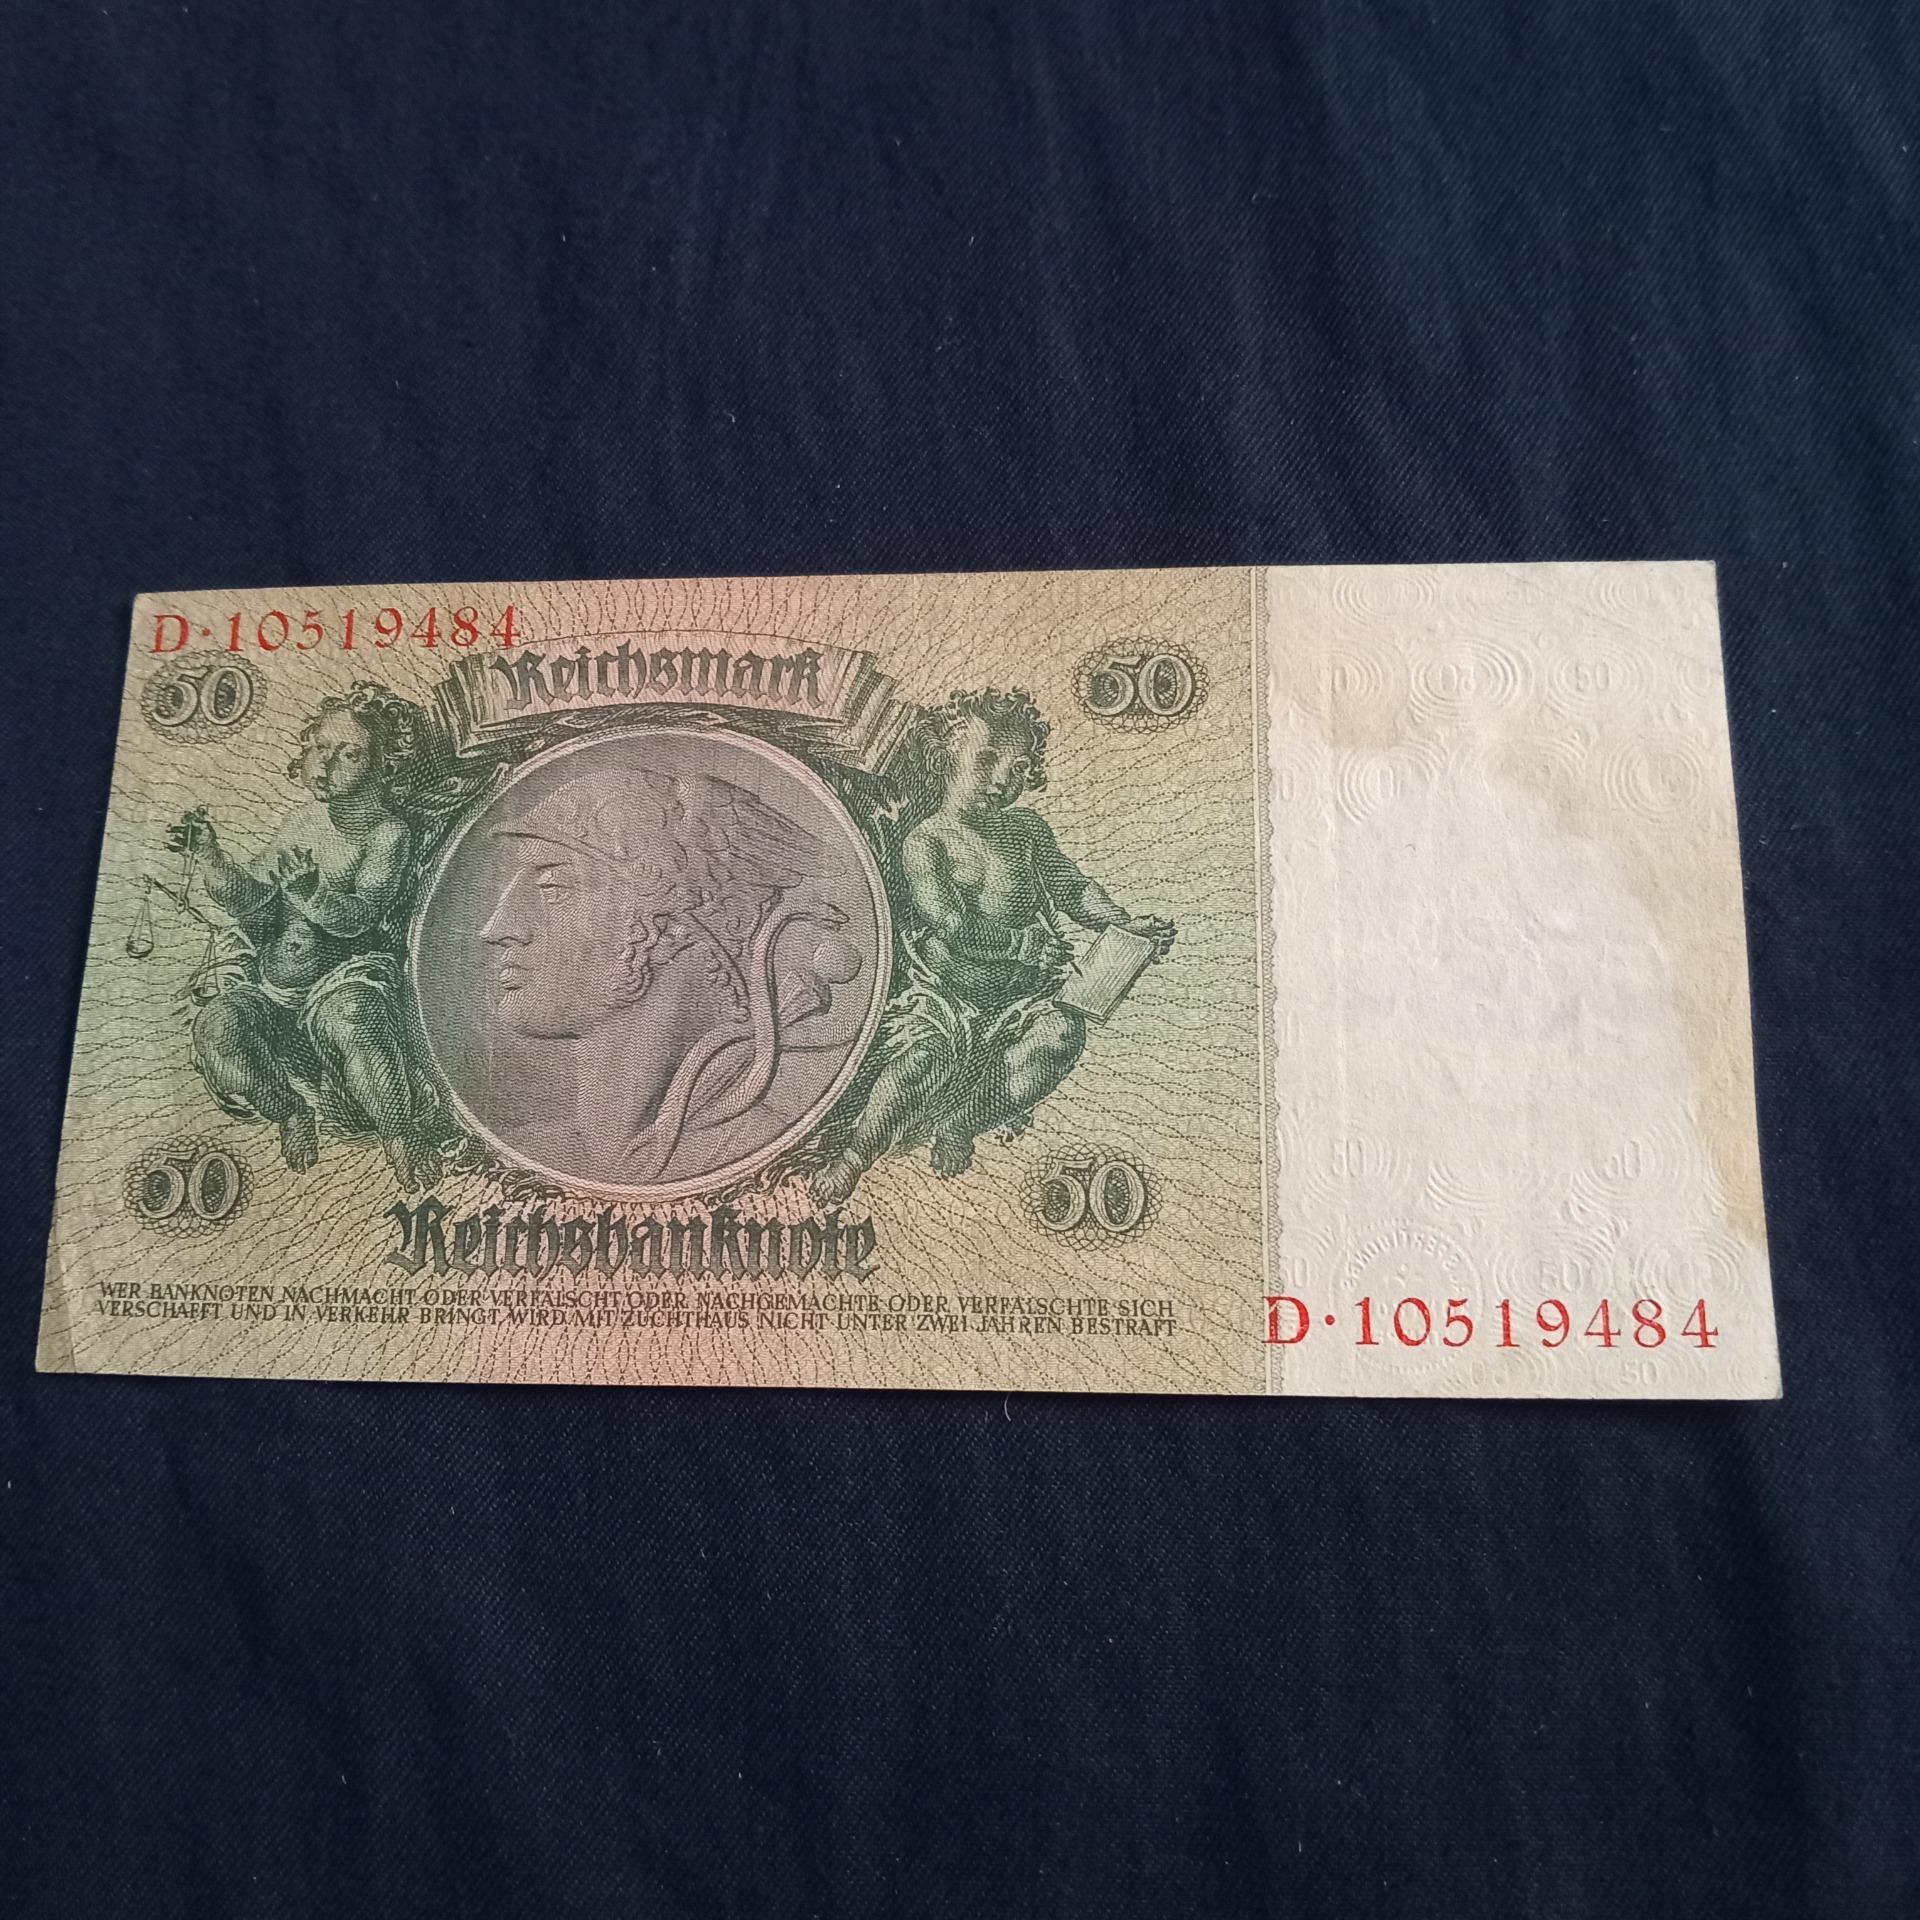 D·10519484
50 Reichsmark 50
50 50
Reichsbanknote
WER BANKNOTEN NACHMACHT ODER VERFÄLSCHT ODER NACHGEMACHTE ODER VERFÄLSCHTE SICH
VERSCHAFFT UND IN VERKEHR BRINGT, WIRD MIT ZUCHTHAUS NICHT UNTER ZWEI JAHREN BESTRAFT
D·10519484